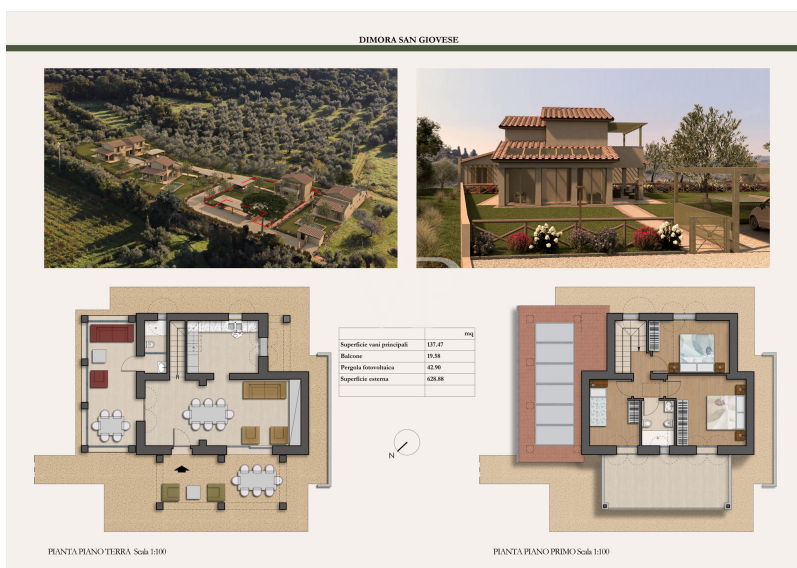 DIMORA SAN GIOVESE
mq
Superficie vani principali 137.47
Balcone 19.58
Pergola fotovoltaica 42.90
Superficie esterna 628.88
N
PIANTA PIANO TERRA Scala 1:100
PIANTA PIANO PRIMO Scala 1:100